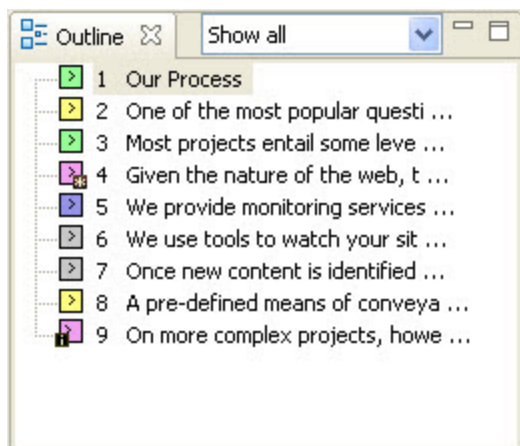 Outline Show all
1 Our Process
2 One of the most popular questi ...
3 Most projects entail some leve ...
4 Given the nature of the web, t ...
5 We provide monitoring services ...
6 We use tools to watch your sit ...
7 Once new content is identified ...
8 A pre-defined means of conveya ...
9 On more complex projects, howe ...